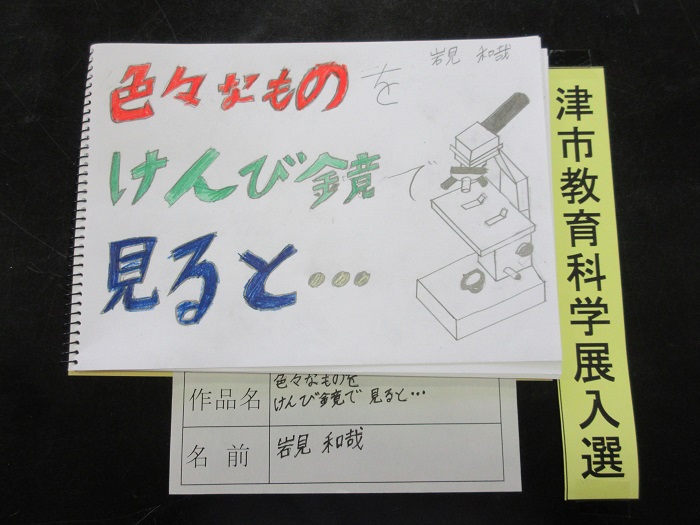 色々なものを
けんび鏡で
見ると…
岩見 和哉
津市教育科学展入選
作品名
色々なものを
けんび鏡で見ると…
名前
岩見 和哉